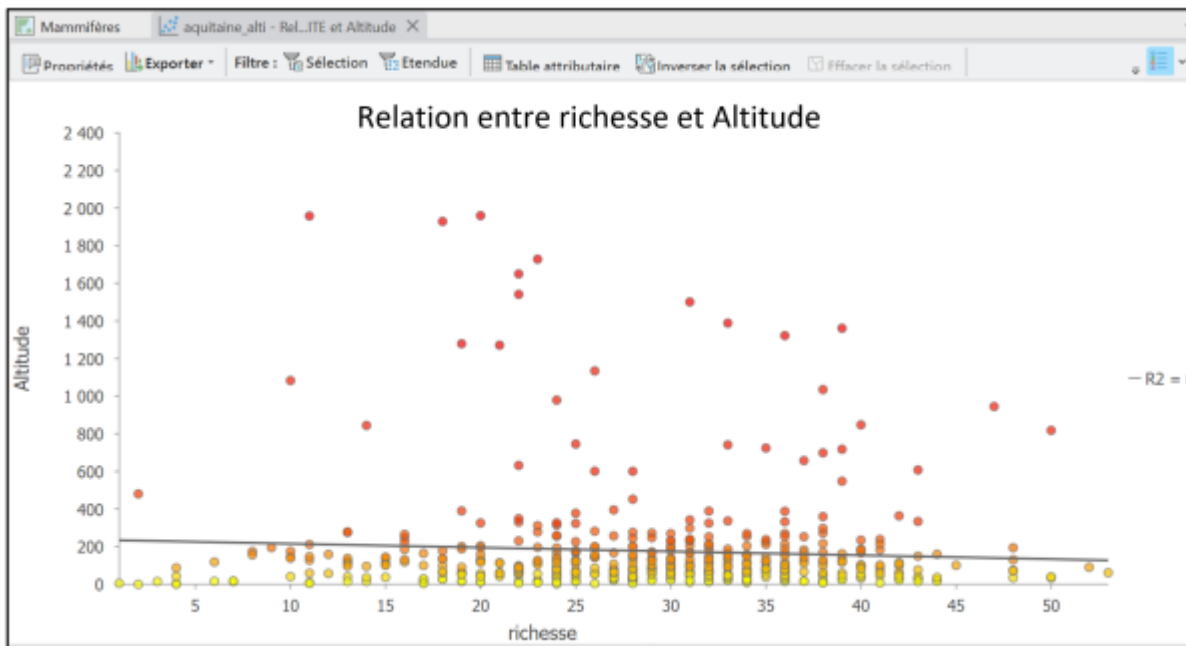 Mammifères aquitaine_alti - Rel...ITE et Altitude
Propriétés Exporter Filtre : Sélection Etendue Table attributaire Inverser la sélection Effacer la sélection
Relation entre richesse et Altitude
2 400
2 200
2 000
1 800
1 600
1 400
1 200
1 000
800
600
400
200
0
Altitude
5 10 15 20 25 30 35 40 45 50
richesse
R2 =